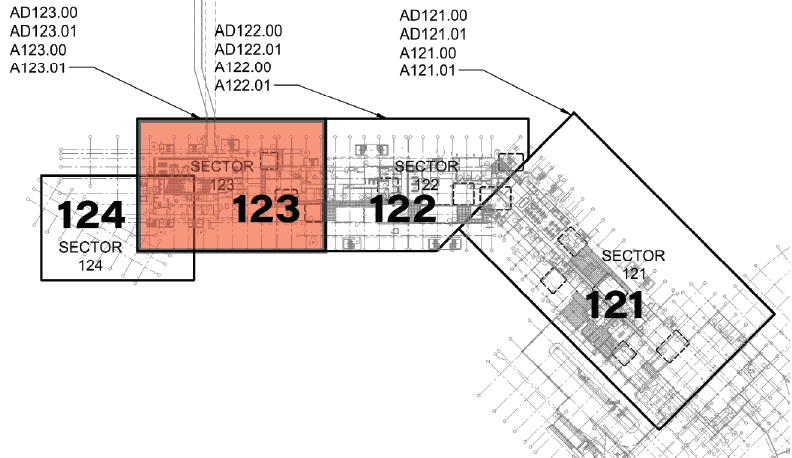 AD123.00
AD123.01
A123.00
A123.01
AD122.00
AD122.01
A122.00
A122.01
AD121.00
AD121.01
A121.00
A121.01
SECTOR
123
123
SECTOR
122
122
124
SECTOR
124
SECTOR
121
121